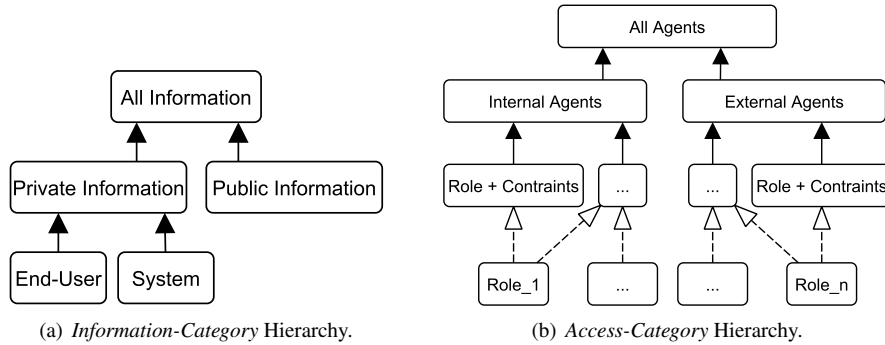 All Information
Private Information
Public Information
End-User
System
(a) Information-Category Hierarchy.
All Agents
Internal Agents
External Agents
Role + Contraints
...
...
Role + Contraints
Role_1
...
...
Role_n
(b) Access-Category Hierarchy.